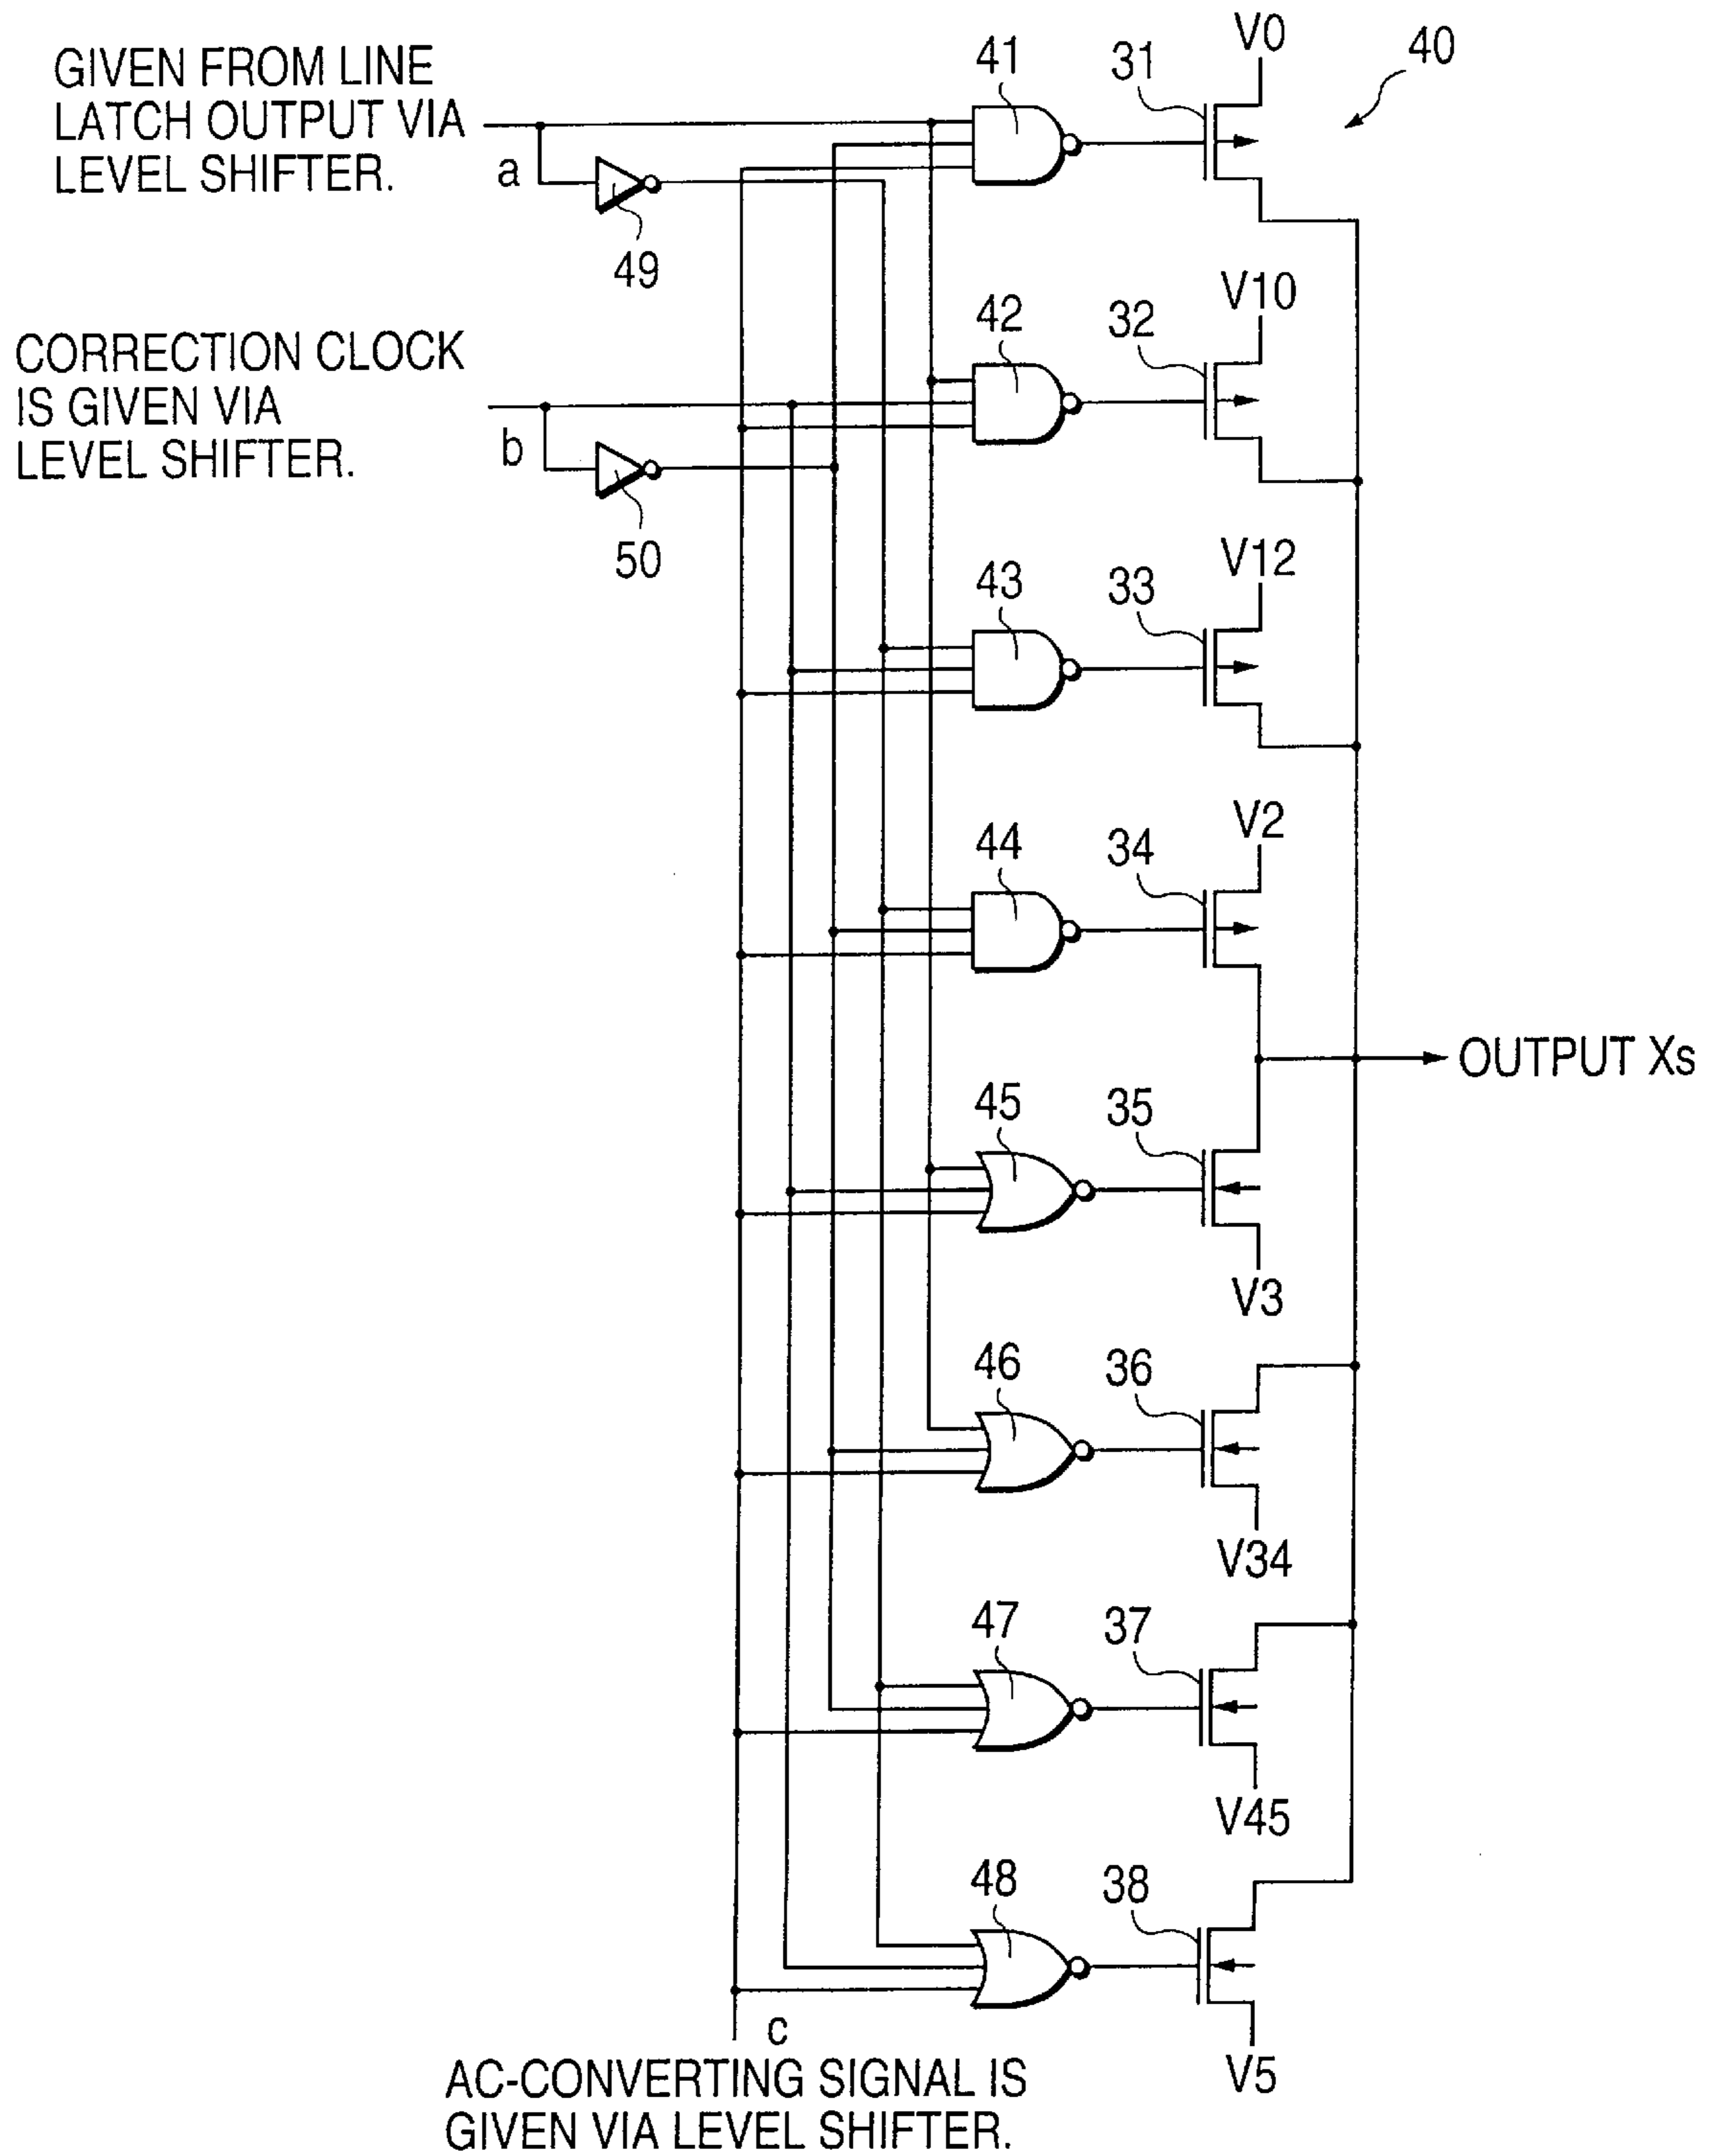 V0
40
41
31
GIVEN FROM LINE
LATCH OUTPUT VIA
LEVEL SHIFTER.
a
49
V10
42
32
CORRECTION CLOCK
IS GIVEN VIA
LEVEL SHIFTER.
b
50
V12
43
33
V2
44
34
OUTPUT Xs
45
35
V3
46
36
V34
47
37
V45
48
38
c
V5
AC-CONVERTING SIGNAL IS
GIVEN VIA LEVEL SHIFTER.